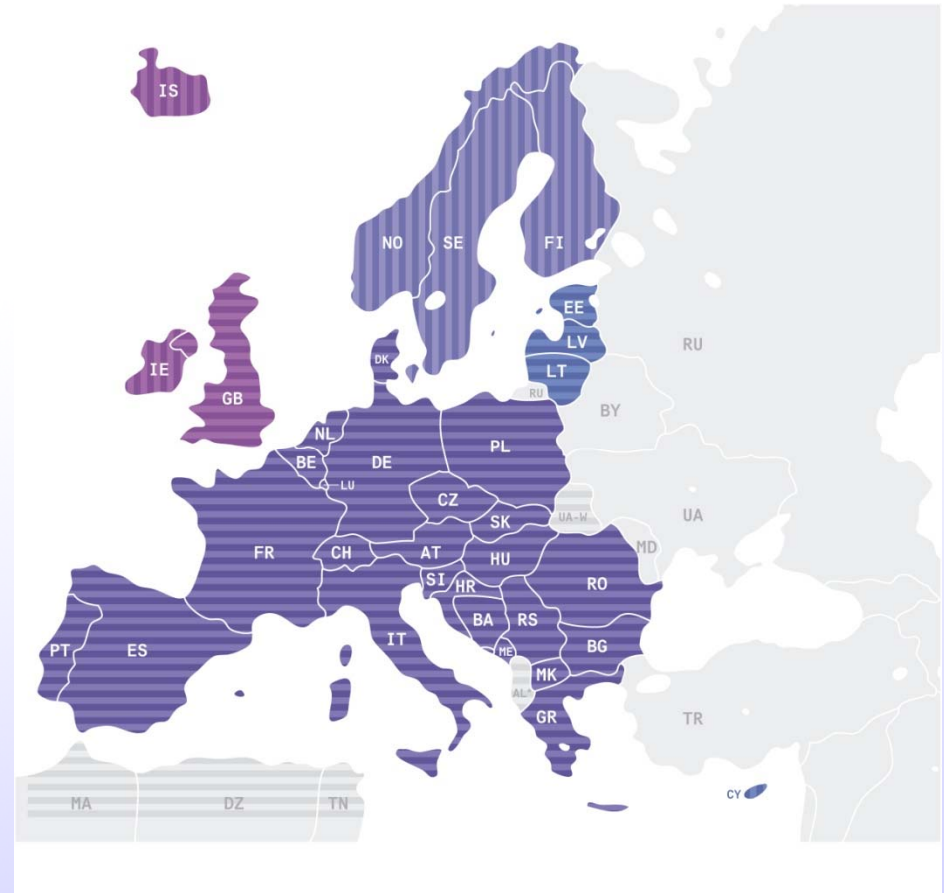 IS
NO
SE
FI
EE
LV
LT
RU
RU
BY
DK
IE
GB
NL
BE
DE
PL
LU
CZ
UA-W
UA
SK
MD
FR
CH
AT
HU
SI
HR
RO
BA
RS
PT
ES
IT
ME
BG
MK
AL*
GR
TR
CY
MA
DZ
TN